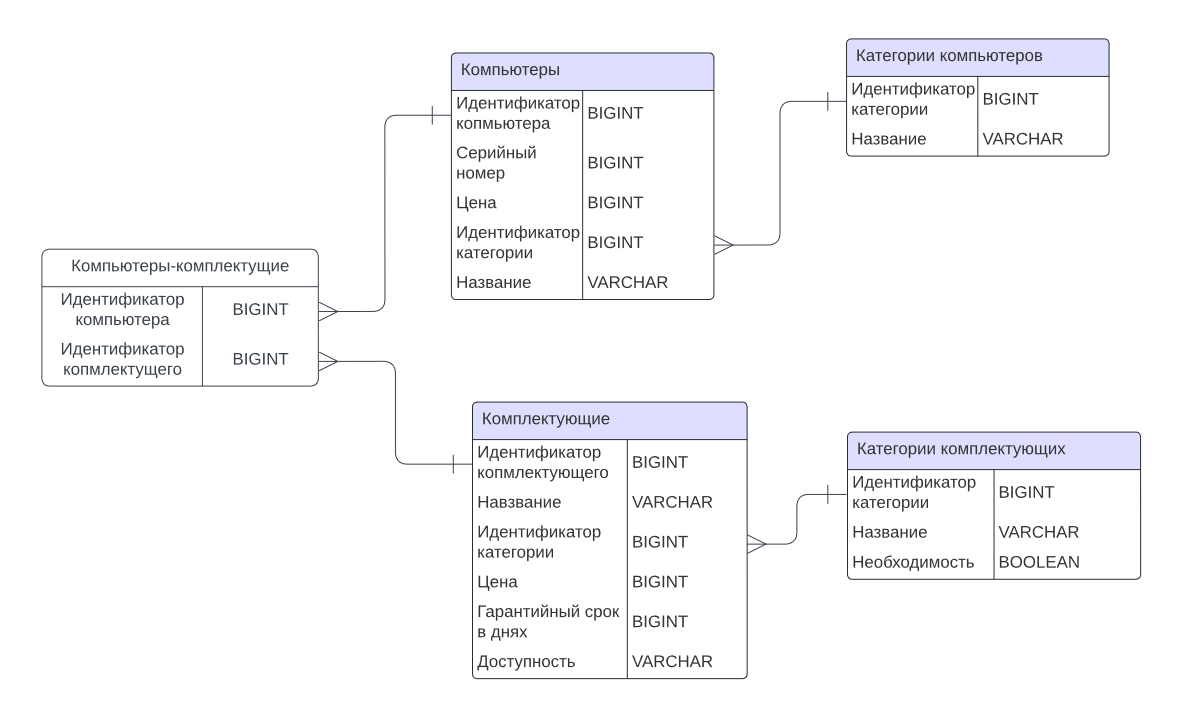 Компьютеры
Идентификатор
копмьютера
BIGINT
Серийный
номер
BIGINT
Цена
BIGINT
Идентификатор
категории
BIGINT
Название
VARCHAR
Категории компьютеров
Идентификатор
категории
BIGINT
Название
VARCHAR
Компьютеры-комплектущие
Идентификатор
компьютера
BIGINT
Идентификатор
копмлектущего
BIGINT
Комплектующие
Идентификатор
копмлектующего
BIGINT
Навзвание
VARCHAR
Идентификатор
категории
BIGINT
Цена
BIGINT
Гарантийный срок
в днях
BIGINT
Доступность
VARCHAR
Категории комплектующих
Идентификатор
категории
BIGINT
Название
VARCHAR
Необходимость
BOOLEAN